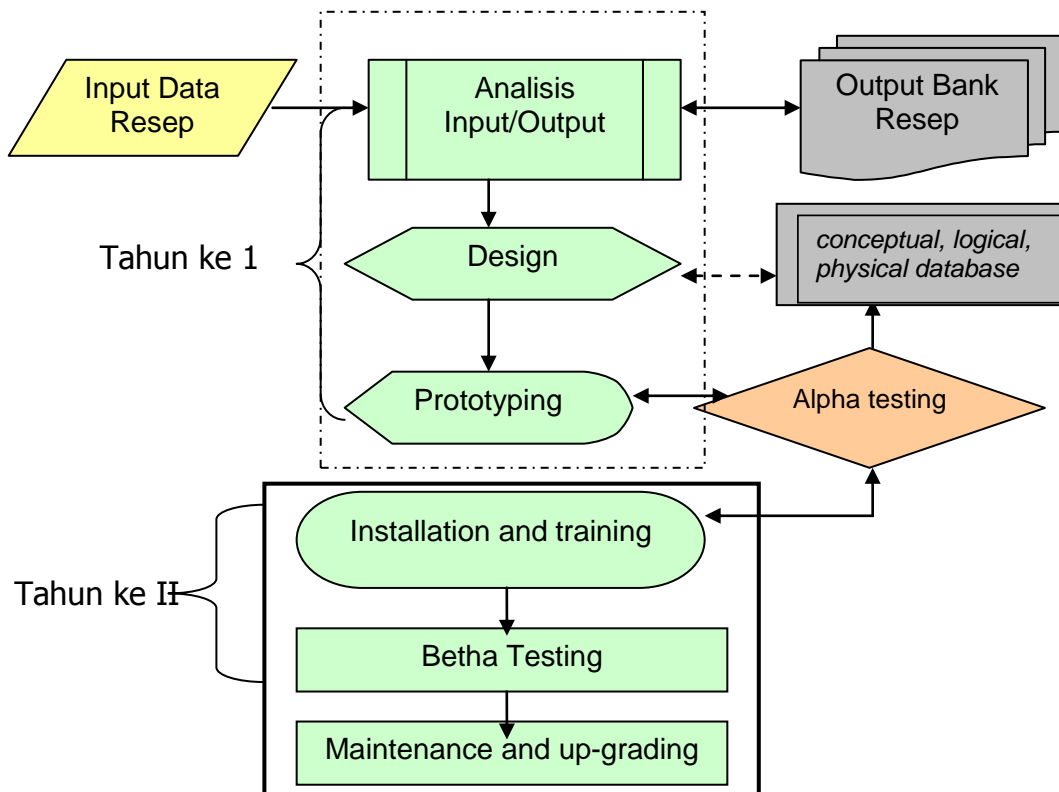 Input Data
Resep
Analisis
Input/Output
Output Bank
Resep
Tahun ke 1
Design
conceptual, logical,
physical database
Prototyping
Alpha testing
Installation and training
Tahun ke II
Betha Testing
Maintenance and up-grading